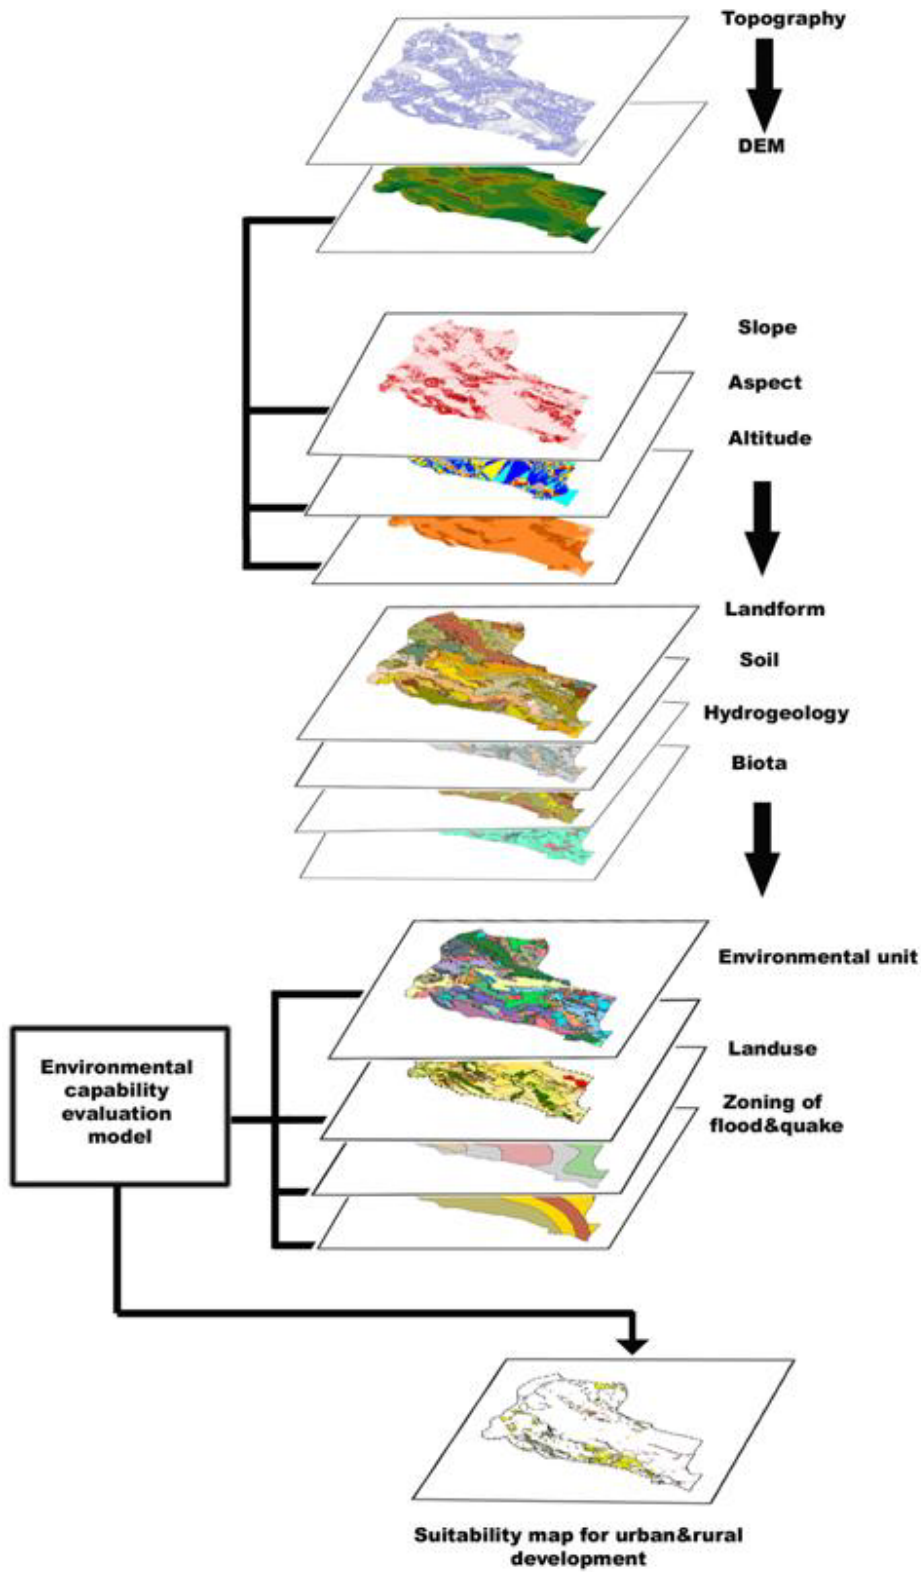 Topography
DEM
Slope
Aspect
Altitude
Landform
Soil
Hydrogeology
Biota
Environmental unit
Landuse
Zoning of
flood&quake
Environmental
capability
evaluation
model
Suitability map for urban&rural
development